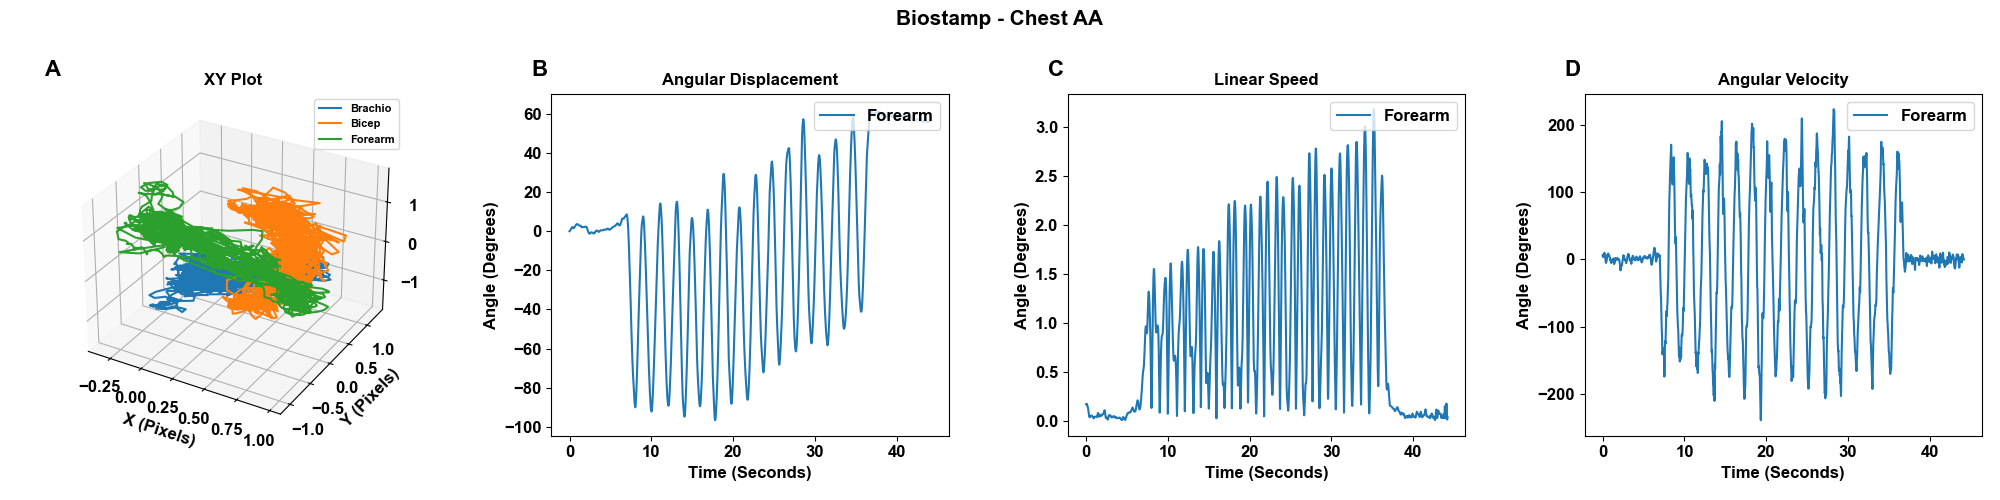 Biostamp - Chest AA
A
XY Plot
Brachio
Bicep
Forearm
1
0
−1
1.0
0.5
0.0
−0.5
−1.0
Y (Pixels)
−0.25
0.00
0.25
0.50
0.75
1.00
X (Pixels)
B
Angular Displacement
Forearm
60
40
20
0
−20
−40
−60
−80
−100
Angle (Degrees)
0 10 20 30 40
Time (Seconds)
C
Linear Speed
Forearm
3.0
2.5
2.0
1.5
1.0
0.5
0.0
Angle (Degrees)
0 10 20 30 40
Time (Seconds)
D
Angular Velocity
Forearm
200
100
0
−100
−200
Angle (Degrees)
0 10 20 30 40
Time (Seconds)